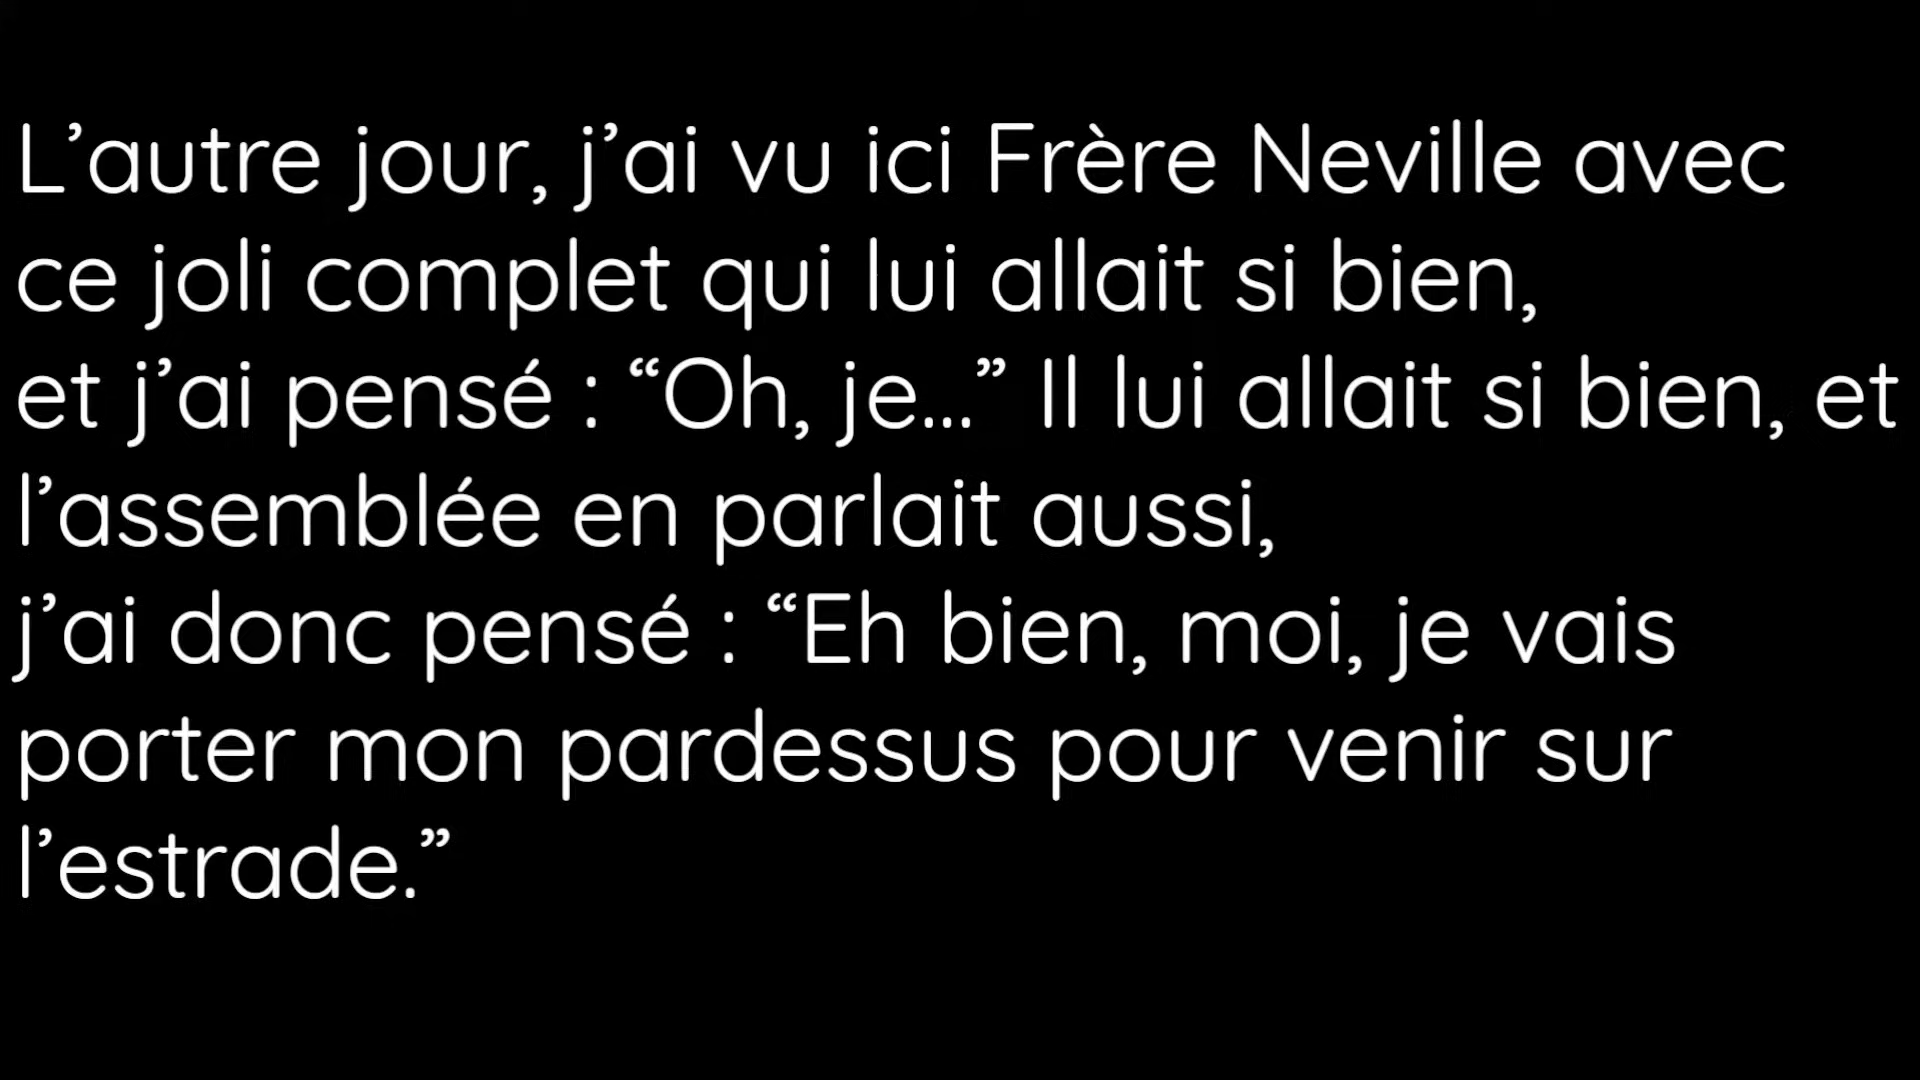 L’autre jour, j’ai vu ici Frère Neville avec
ce joli complet qui lui allait si bien,
et j’ai pensé : “Oh, je...” Il lui allait si bien, et
l’assemblée en parlait aussi,
j’ai donc pensé : “Eh bien, moi, je vais
porter mon pardessus pour venir sur
l’estrade.”